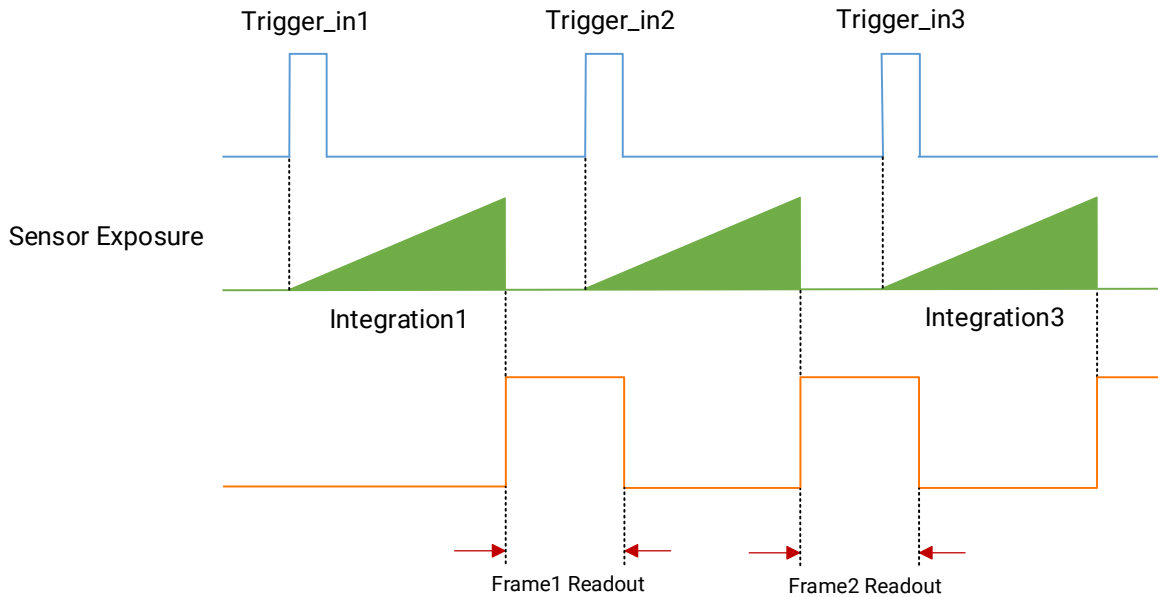 Trigger_in1
Trigger_in2
Trigger_in3
Sensor Exposure
Integration1
Integration3
Frame1 Readout
Frame2 Readout